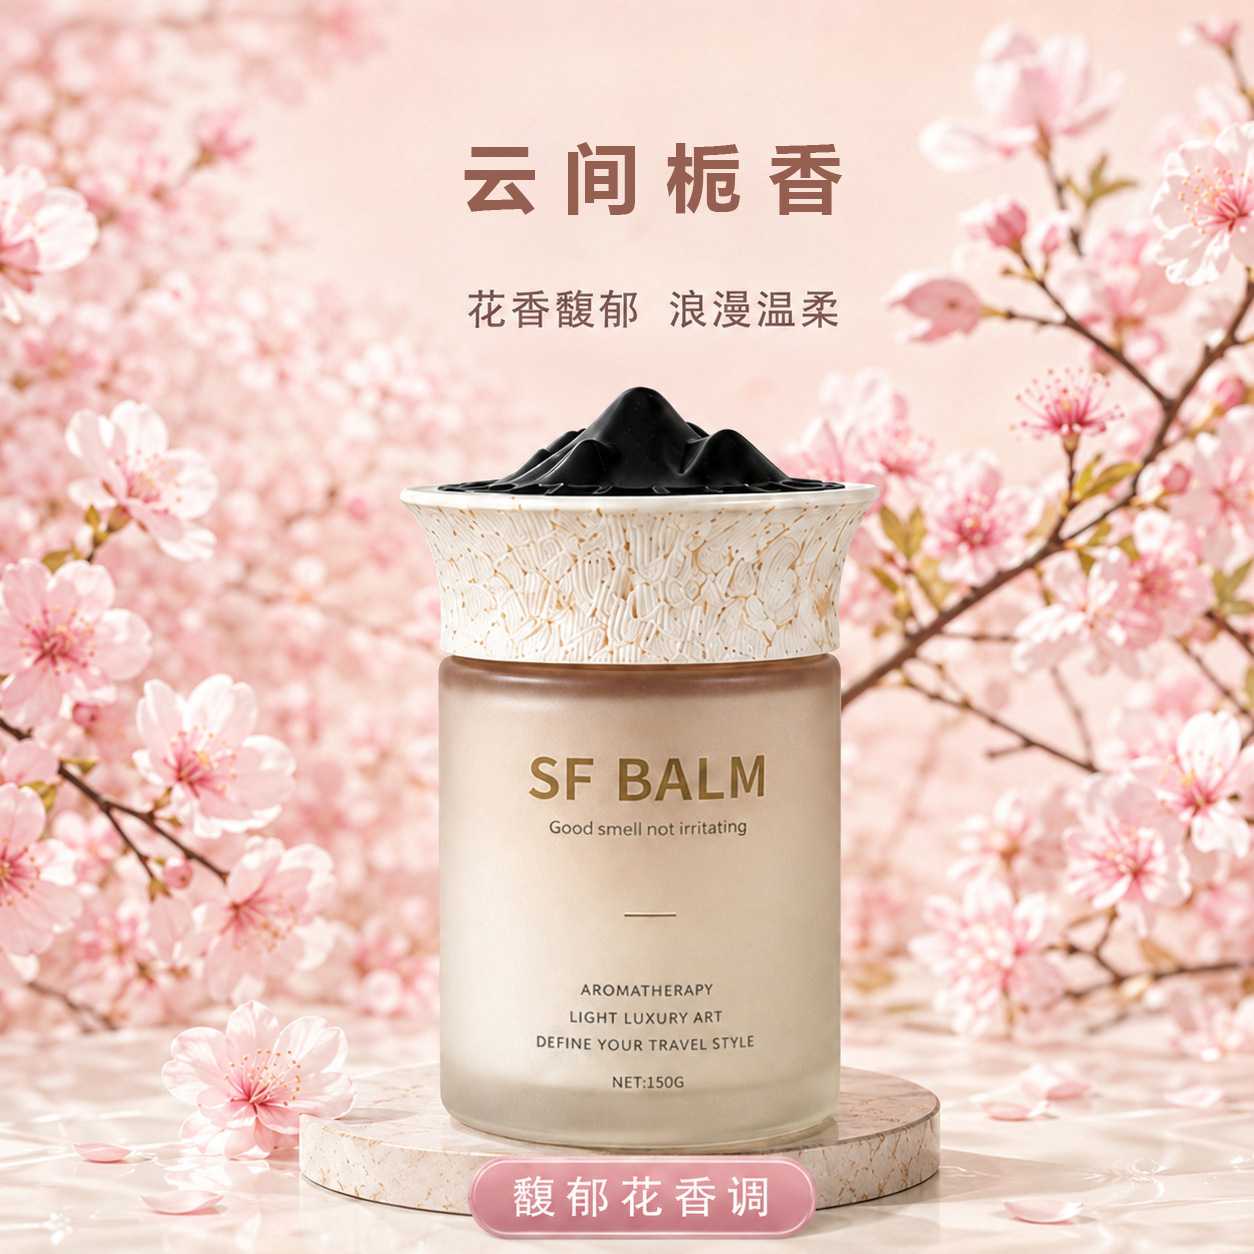 云间栀香
花香馥郁 浪漫温柔
SF BALM
Good smell not irritating
AROMATHERAPY
LIGHT LUXURY ART
DEFINE YOUR TRAVEL STYLE
NET:150G
馥郁花香调